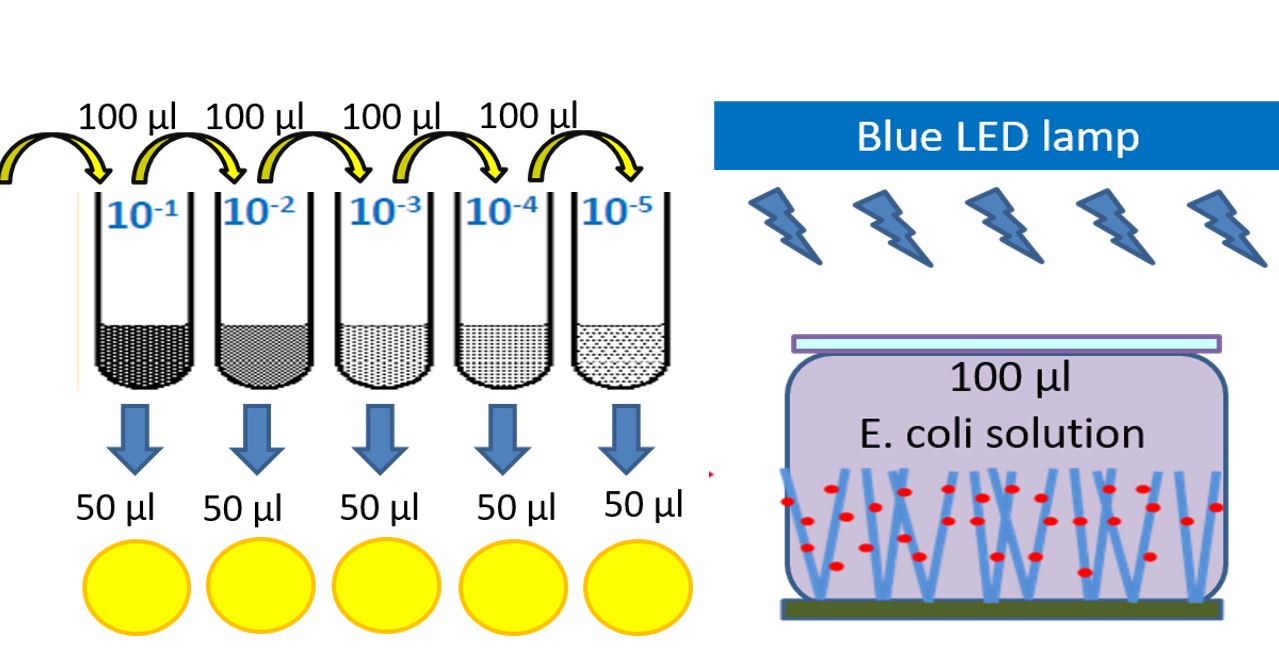 100 µl 100 µl 100 µl 100 µl
10⁻¹ 10⁻² 10⁻³ 10⁻⁴ 10⁻⁵
50 µl 50 µl 50 µl 50 µl 50 µl
Blue LED lamp
100 µl
E. coli solution